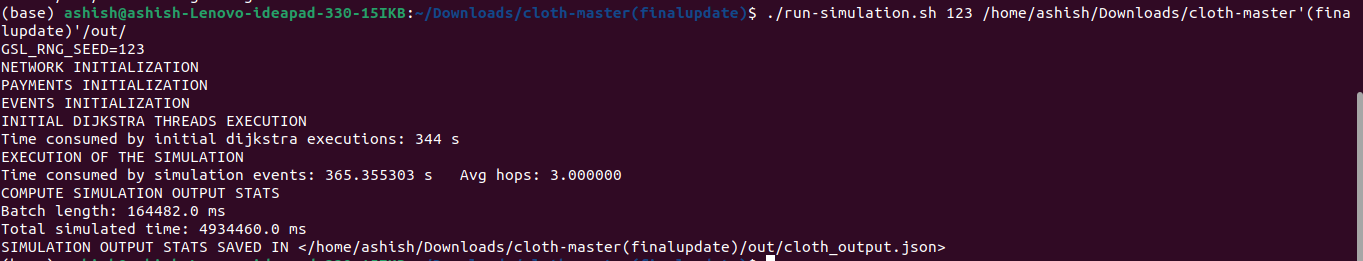 (base) ashish@ashish-Lenovo-ideapad-330-15IKB:~/Downloads/cloth-master(finalupdate)$ ./run-simulation.sh 123 /home/ashish/Downloads/cloth-master'(fina
lupdate)'/out/
GSL_RNG_SEED=123
NETWORK INITIALIZATION
PAYMENTS INITIALIZATION
EVENTS INITIALIZATION
INITIAL DIJKSTRA THREADS EXECUTION
Time consumed by initial dijkstra executions: 344 s
EXECUTION OF THE SIMULATION
Time consumed by simulation events: 365.355303 s   Avg hops: 3.000000
COMPUTE SIMULATION OUTPUT STATS
Batch length: 164482.0 ms
Total simulated time: 4934460.0 ms
SIMULATION OUTPUT STATS SAVED IN </home/ashish/Downloads/cloth-master(finalupdate)/out/cloth_output.json>